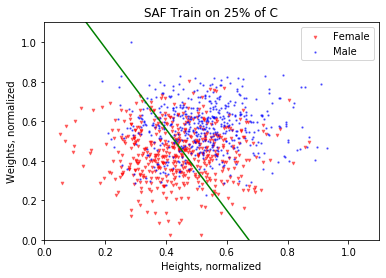 SAF Train on 25% of C
Female
Male
Weights, normalized
1.0
0.8
0.6
0.4
0.2
0.0
0.0
0.2
0.4
0.6
0.8
1.0
Heights, normalized